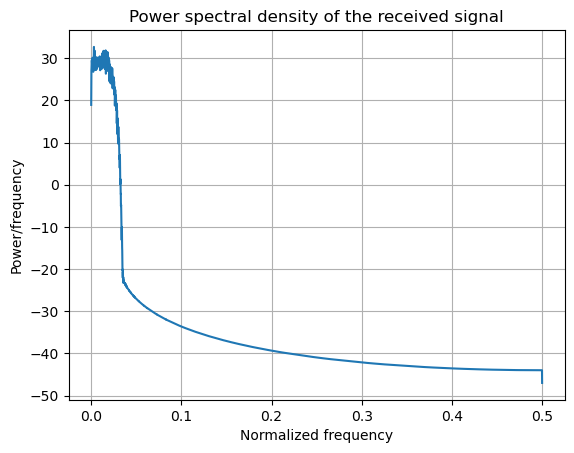 Power spectral density of the received signal
Power/frequency
30
20
10
0
−10
−20
−30
−40
−50
0.0 0.1 0.2 0.3 0.4 0.5
Normalized frequency